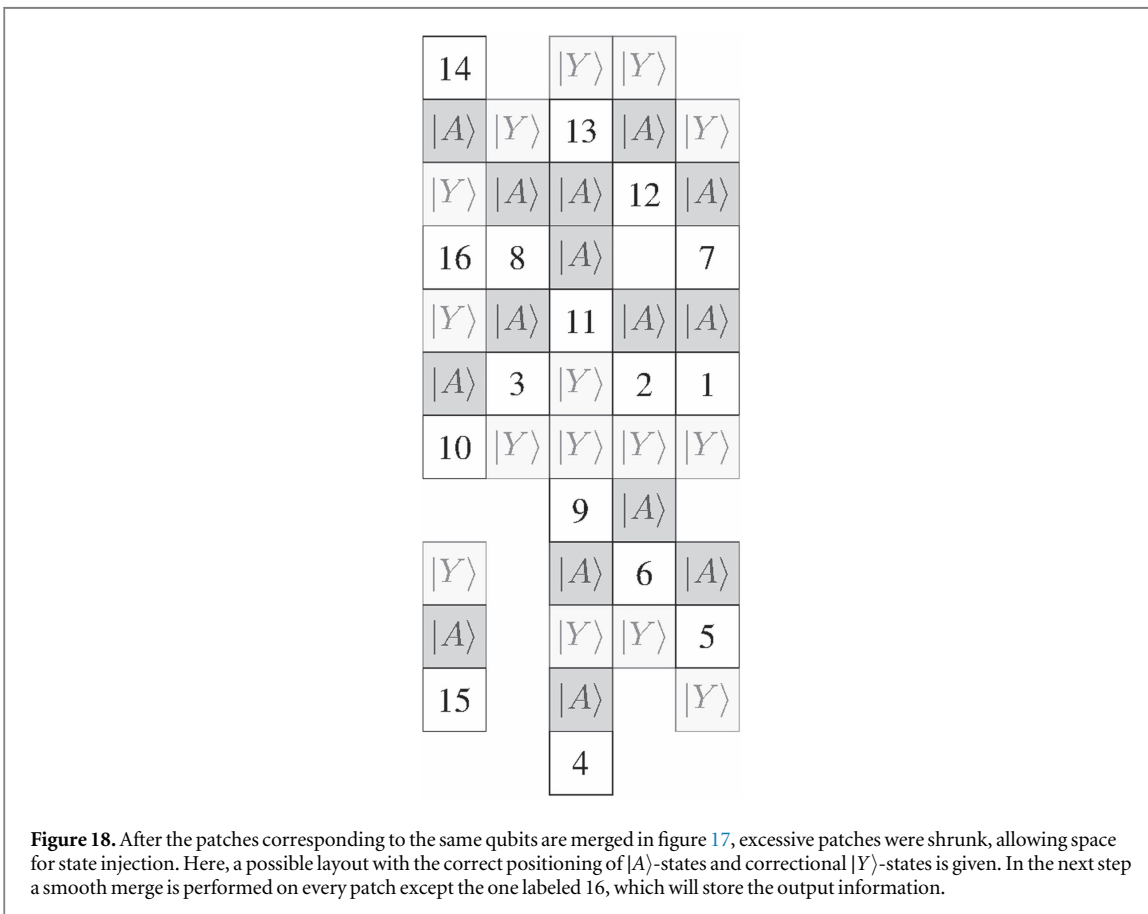 14 |Y⟩ |Y⟩
|A⟩ |Y⟩ 13 |A⟩ |Y⟩
|Y⟩ |A⟩ |A⟩ 12 |A⟩
16 8 |A⟩ 7
|Y⟩ |A⟩ 11 |A⟩ |A⟩
|A⟩ 3 |Y⟩ 2 1
10 |Y⟩ |Y⟩ |Y⟩ |Y⟩
9 |A⟩
|Y⟩ |A⟩ 6 |A⟩
|A⟩ |Y⟩ |Y⟩ 5
15 |A⟩ |Y⟩
4
Figure 18. After the patches corresponding to the same qubits are merged in figure 17, excessive patches were shrunk, allowing space
for state injection. Here, a possible layout with the correct positioning of |A⟩-states and correctional |Y⟩-states is given. In the next step
a smooth merge is performed on every patch except the one labeled 16, which will store the output information.